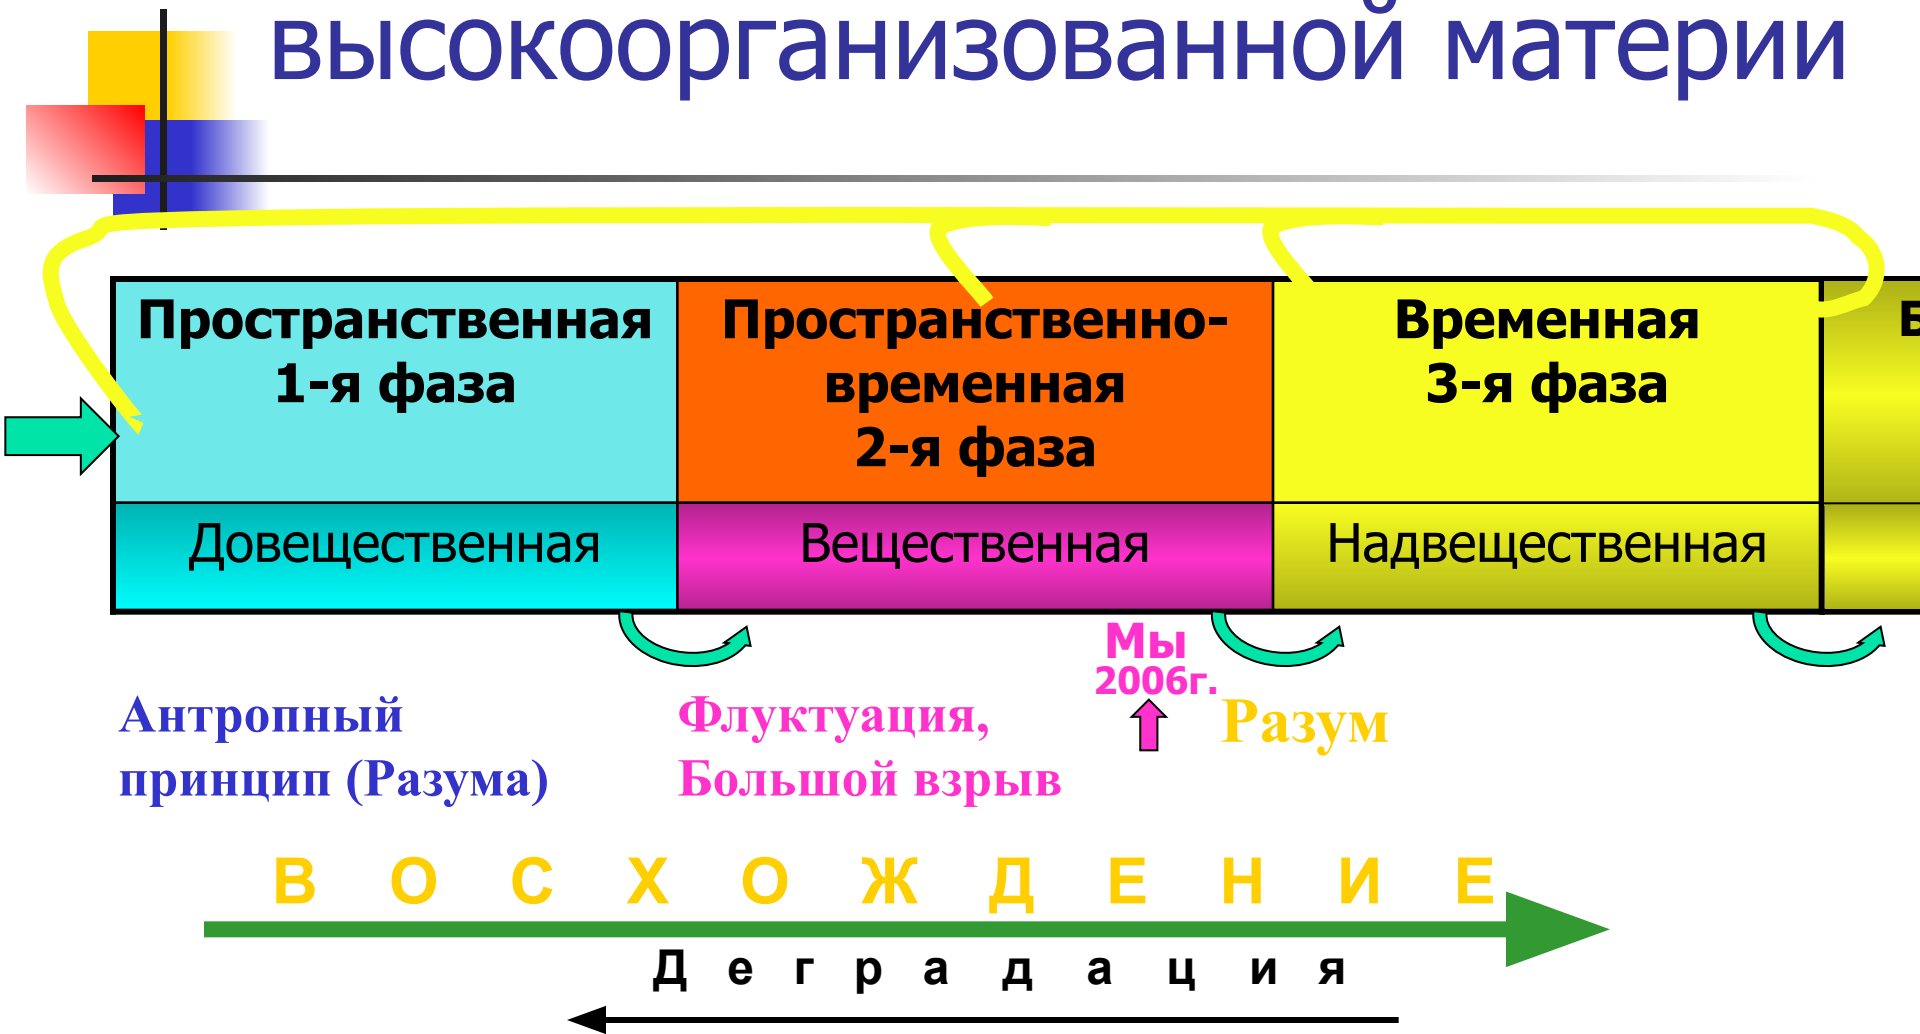 высокоорганизованной материи
Пространственная
1-я фаза
Пространственно-
временная
2-я фаза
Временная
3-я фаза
Довещественная
Вещественная
Надвещественная
Мы
2006г.
Антропный
принцип (Разума)
Флуктуация,
Большой взрыв
Разум
В О С Х О Ж Д Е Н И Е
Д е г р а д а ц и я